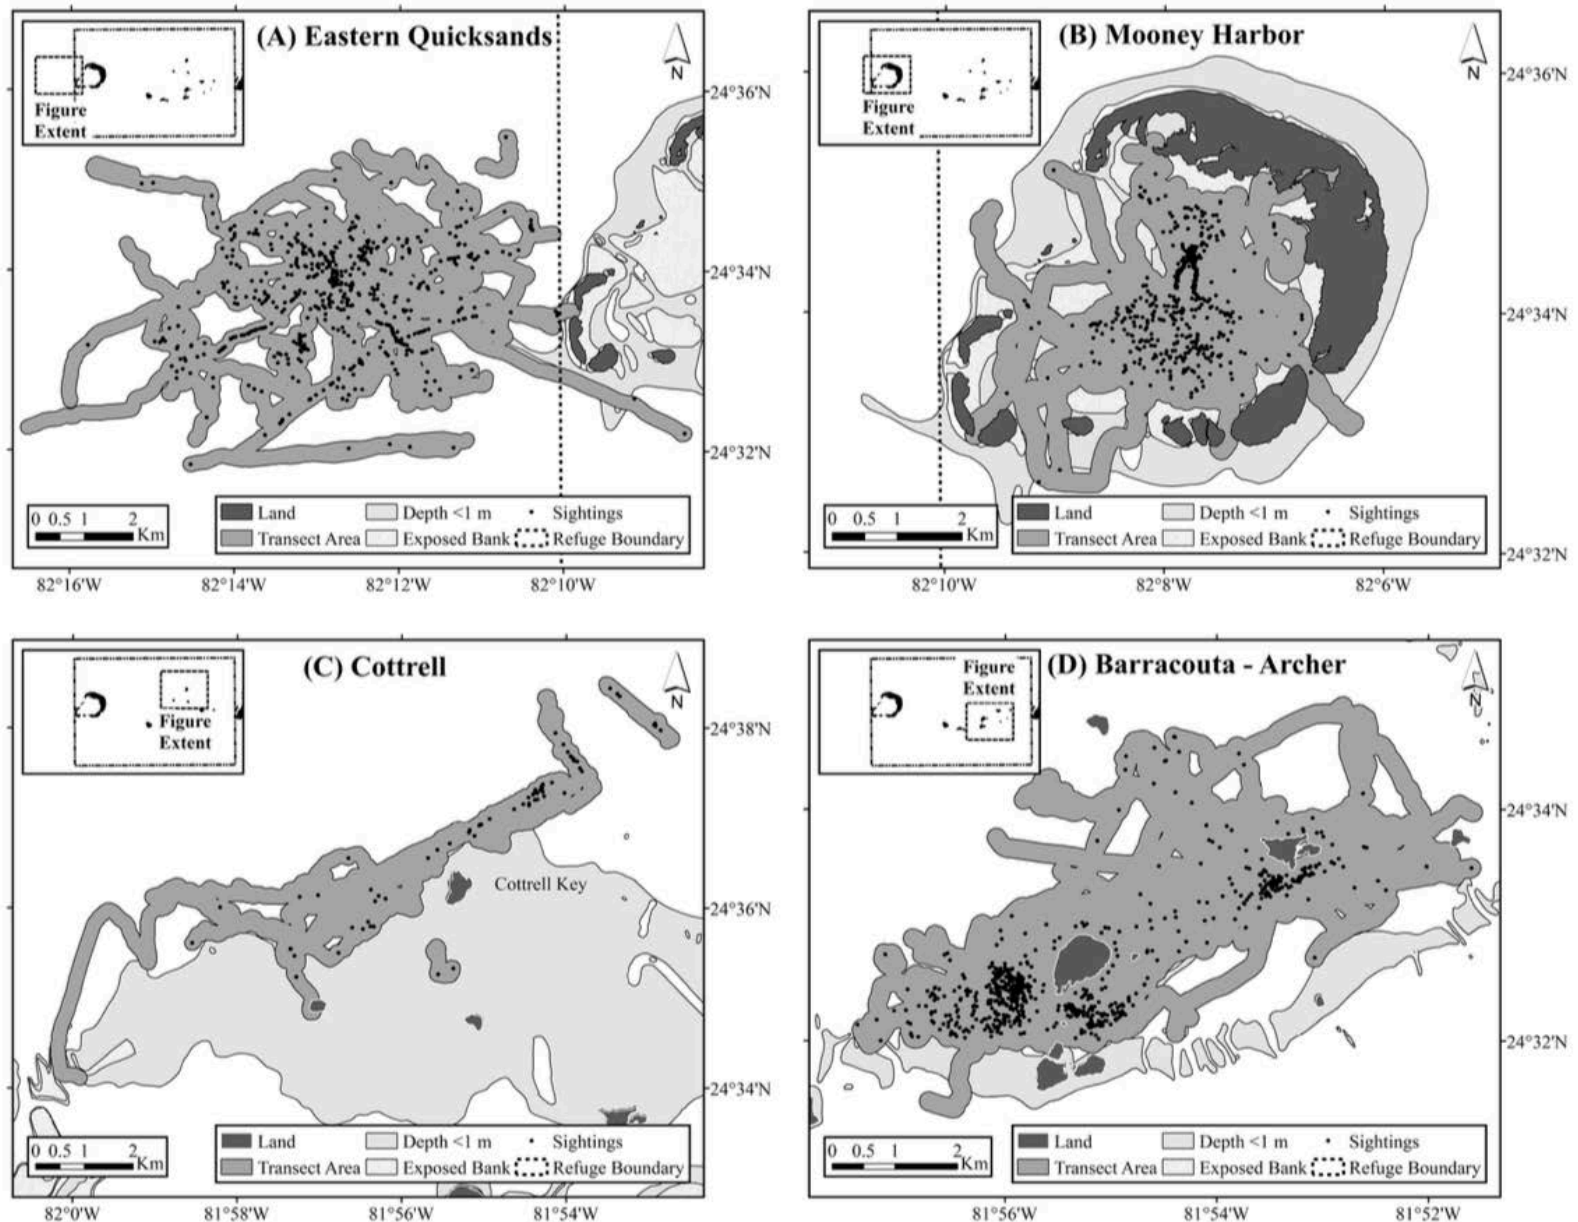 (A) Eastern Quicksands
Figure
Extent
N
24°36'N
24°34'N
24°32'N
0 0.5 1 2
Km
Land
Depth <1 m
Sightings
Transect Area
Exposed Bank
Refuge Boundary
82°16'W
82°14'W
82°12'W
82°10'W
(B) Mooney Harbor
Figure
Extent
N
24°36'N
24°34'N
24°32'N
0 0.5 1 2
Km
Land
Depth <1 m
Sightings
Transect Area
Exposed Bank
Refuge Boundary
82°10'W
82°8'W
82°6'W
(C) Cottrell
Figure
Extent
N
24°38'N
Cottrell Key
24°36'N
24°34'N
0 0.5 1 2
Km
Land
Depth <1 m
Sightings
Transect Area
Exposed Bank
Refuge Boundary
82°0'W
81°58'W
81°56'W
81°54'W
(D) Barracouta - Archer
Figure
Extent
N
24°34'N
24°32'N
0 0.5 1 2
Km
Land
Depth <1 m
Sightings
Transect Area
Exposed Bank
Refuge Boundary
81°56'W
81°54'W
81°52'W